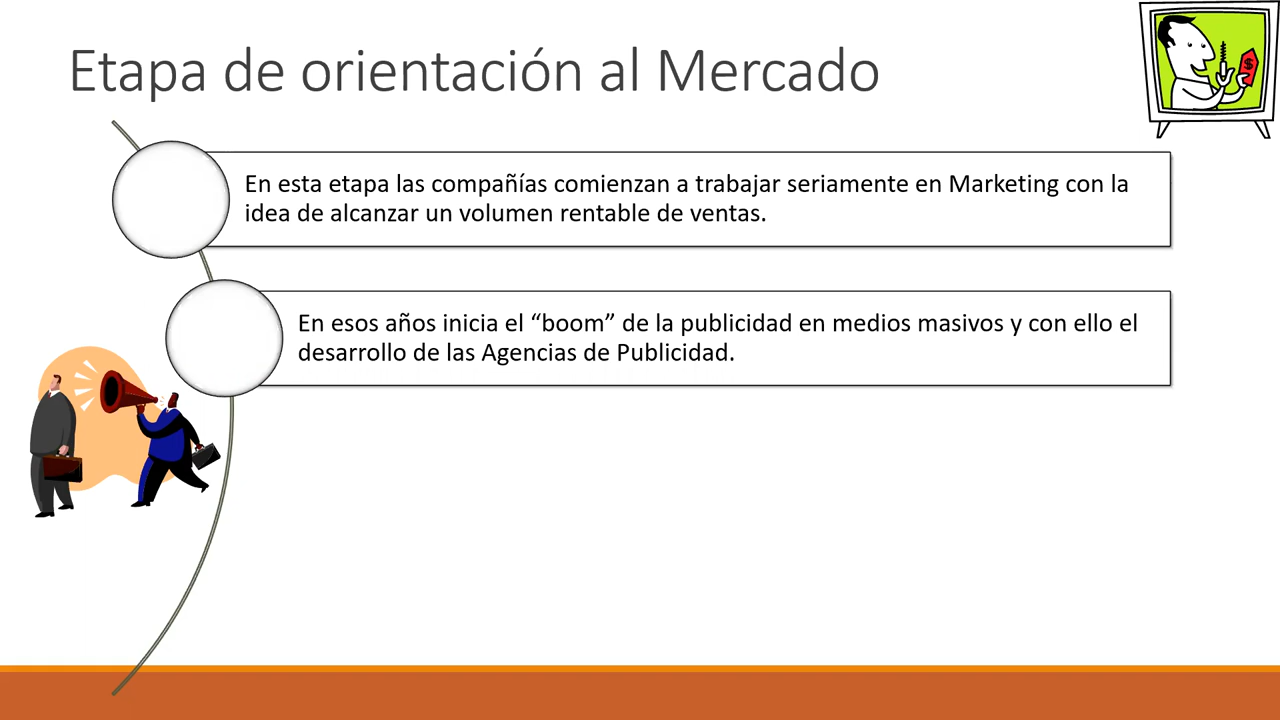 Etapa de orientación al Mercado
$
En esta etapa las compañías comienzan a trabajar seriamente en Marketing con la
idea de alcanzar un volumen rentable de ventas.
En esos años inicia el “boom” de la publicidad en medios masivos y con ello el
desarrollo de las Agencias de Publicidad.